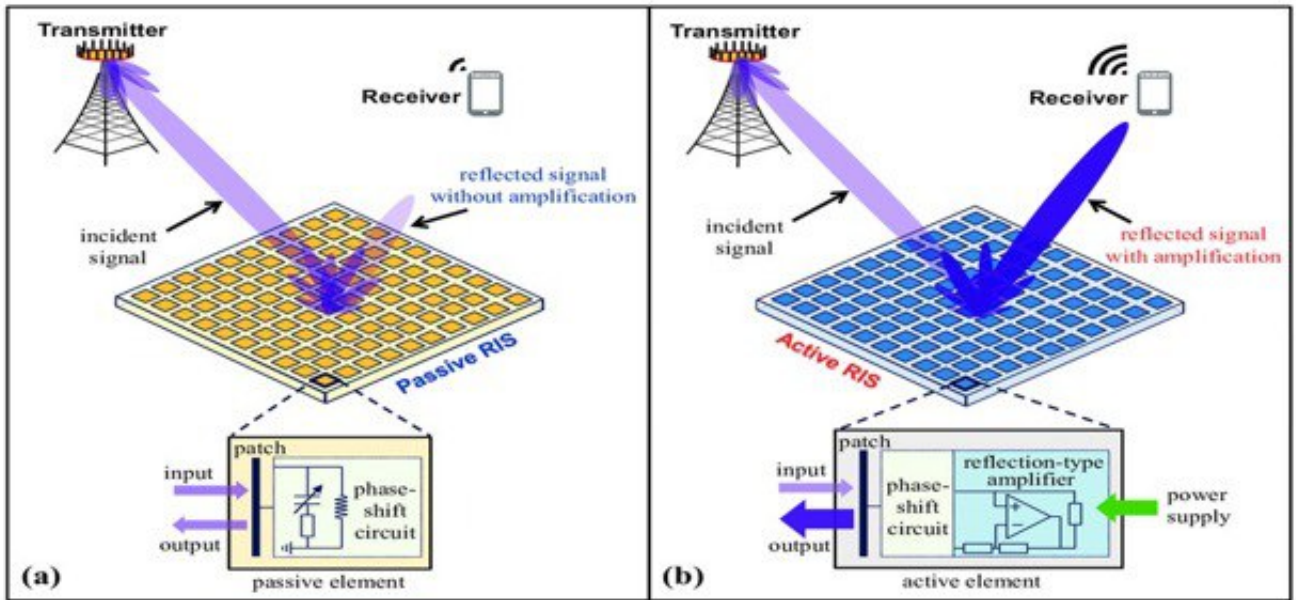 Transmitter
Receiver
reflected signal
without amplification
incident
signal
Passive RIS
patch
input
output
phase-
shift
circuit
passive element
(a)
Transmitter
Receiver
incident
signal
reflected signal
with amplification
Active RIS
patch
input
output
phase-
shift
circuit
reflection-type
amplifier
+
−
power
supply
active element
(b)